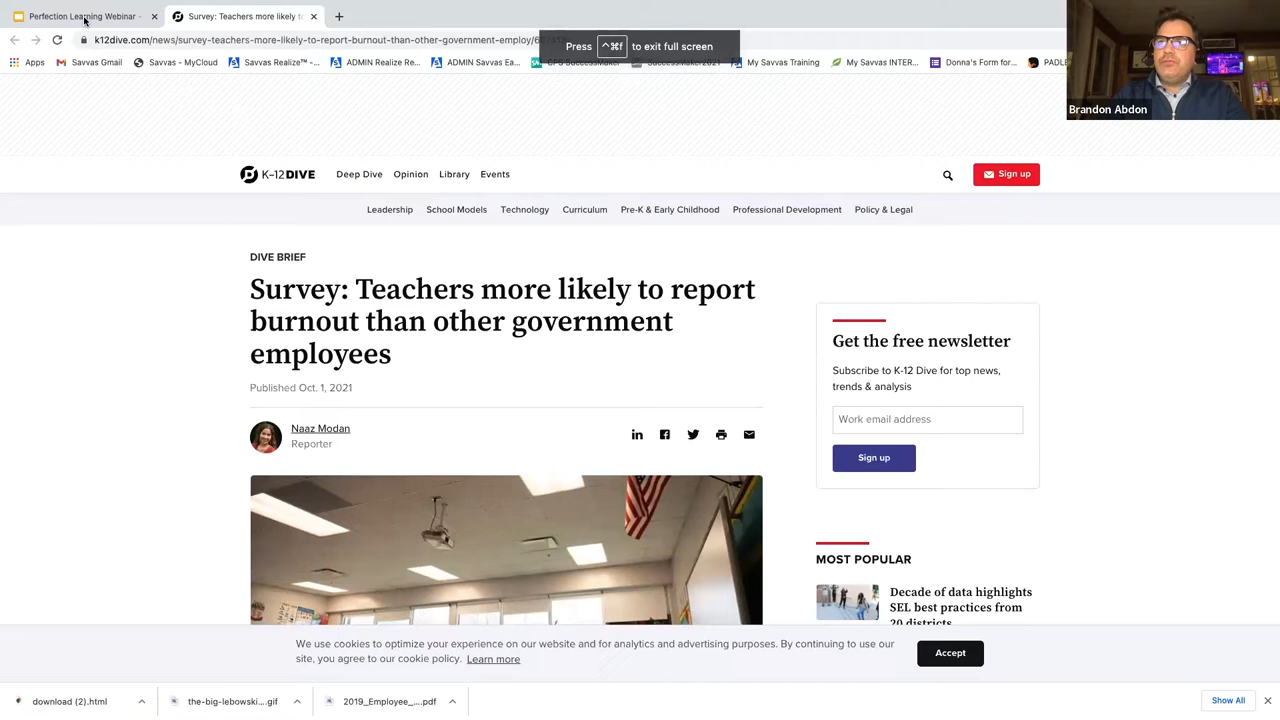 Perfection Learning Webinar -
Survey: Teachers more likely to
k12dive.com/news/survey-teachers-more-likely-to-report-burnout-than-other-government-employ/6
Press ^⌘f to exit full screen
Apps
Savvas Gmail
Savvas - MyCloud
Savvas Realize™ -...
ADMIN Realize Re...
ADMIN Savvas Ea...
GPS SuccessMaker
SuccessMaker2021
My Savvas Training
My Savvas INTER...
Donna's Form for...
PADLE
Brandon Abdon
K-12 DIVE
Deep Dive
Opinion
Library
Events
Sign up
Leadership
School Models
Technology
Curriculum
Pre-K & Early Childhood
Professional Development
Policy & Legal
DIVE BRIEF
Survey: Teachers more likely to report
burnout than other government
employees
Published Oct. 1, 2021
Naaz Modan
Reporter
Get the free newsletter
Subscribe to K-12 Dive for top news,
trends & analysis
Work email address
Sign up
MOST POPULAR
Decade of data highlights
SEL best practices from
20 districts
We use cookies to optimize your experience on our website and for analytics and advertising purposes. By continuing to use our
site, you agree to our cookie policy. Learn more
Accept
download (2).html
the-big-lebowski....gif
2019_Employee_....pdf
Show All